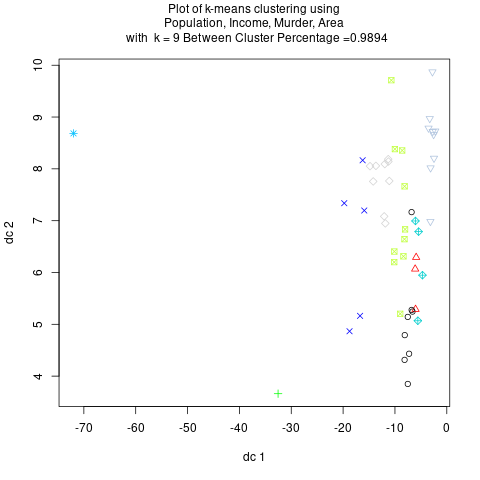 Plot of k-means clustering using
Population, Income, Murder, Area
with k = 9 Between Cluster Percentage =0.9894
dc 2
10
9
8
7
6
5
4
-70 -60 -50 -40 -30 -20 -10 0
dc 1